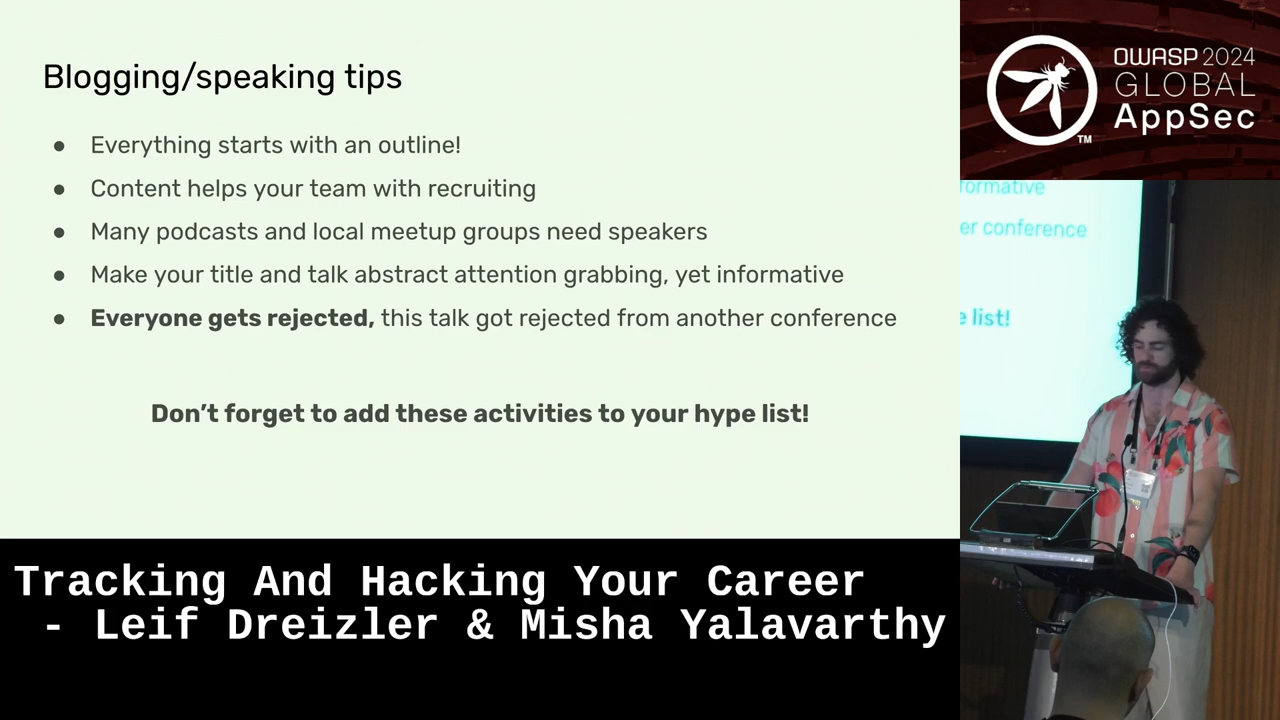 Blogging/speaking tips
● Everything starts with an outline!
● Content helps your team with recruiting
● Many podcasts and local meetup groups need speakers
● Make your title and talk abstract attention grabbing, yet informative
● Everyone gets rejected, this talk got rejected from another conference
Don’t forget to add these activities to your hype list!
Tracking And Hacking Your Career
- Leif Dreizler & Misha Yalavarthy
OWASP 2024
GLOBAL
AppSec
TM
formative
er conference
e list!